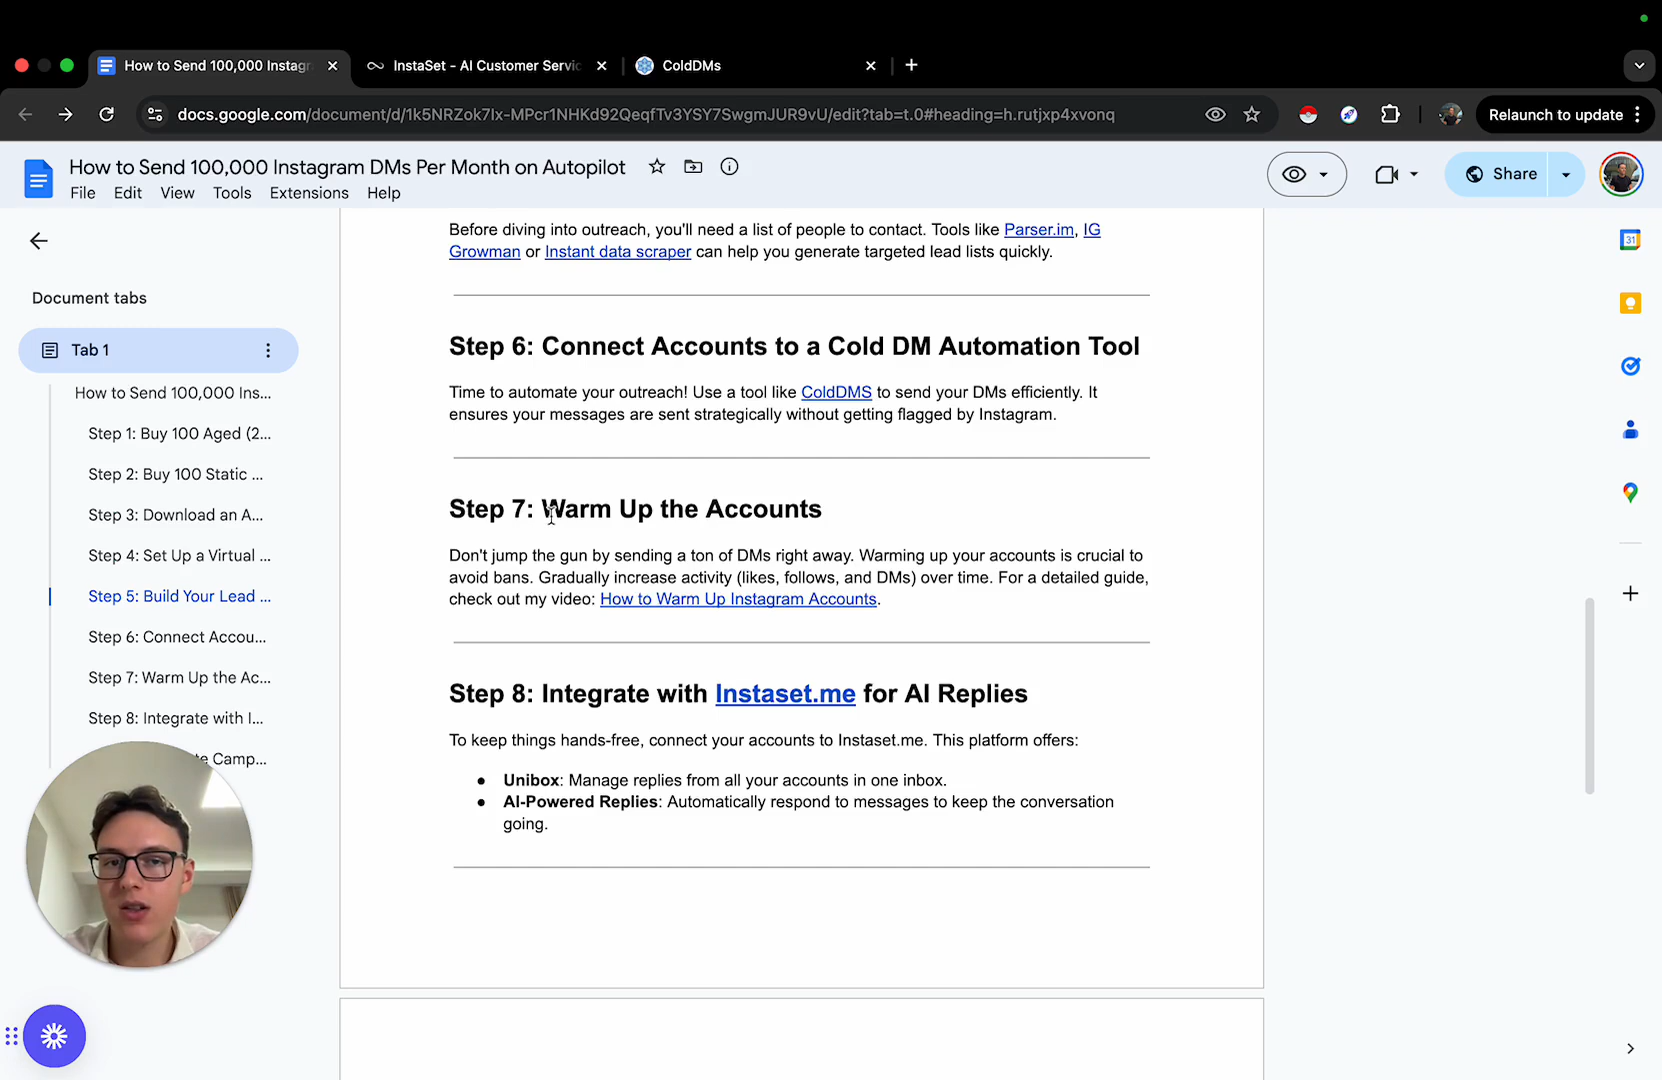 How to Send 100,000 Instagr
InstaSet - AI Customer Servic
ColdDMs
docs.google.com/document/d/1k5NRZok7Ix-MPcr1NHKd92QeqfTv3YSY7SwgmJUR9vU/edit?tab=t.0#heading=h.rutjxp4xvonq
Relaunch to update
How to Send 100,000 Instagram DMs Per Month on Autopilot
File Edit View Tools Extensions Help
Share
31
Document tabs
Tab 1
How to Send 100,000 Ins...
Step 1: Buy 100 Aged (2...
Step 2: Buy 100 Static ...
Step 3: Download an A...
Step 4: Set Up a Virtual ...
Step 5: Build Your Lead ...
Step 6: Connect Accou...
Step 7: Warm Up the Ac...
Step 8: Integrate with I...
te Camp...
Before diving into outreach, you'll need a list of people to contact. Tools like Parser.im, IG
Growman or Instant data scraper can help you generate targeted lead lists quickly.
Step 6: Connect Accounts to a Cold DM Automation Tool
Time to automate your outreach! Use a tool like ColdDMS to send your DMs efficiently. It
ensures your messages are sent strategically without getting flagged by Instagram.
Step 7: Warm Up the Accounts
Don't jump the gun by sending a ton of DMs right away. Warming up your accounts is crucial to
avoid bans. Gradually increase activity (likes, follows, and DMs) over time. For a detailed guide,
check out my video: How to Warm Up Instagram Accounts.
Step 8: Integrate with Instaset.me for AI Replies
To keep things hands-free, connect your accounts to Instaset.me. This platform offers:
● Unibox: Manage replies from all your accounts in one inbox.
● AI-Powered Replies: Automatically respond to messages to keep the conversation
going.